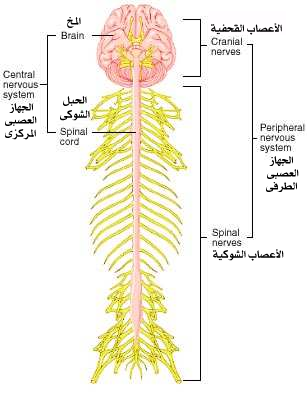 المخ
Brain
Central
nervous
system
الجهاز
العصبى
المركزى
الحبل
الشوكى
Spinal
cord
الأعصاب القحفية
Cranial
nerves
Peripheral
nervous
system
الجهاز
العصبى
الطرفى
Spinal
nerves
الأعصاب الشوكية